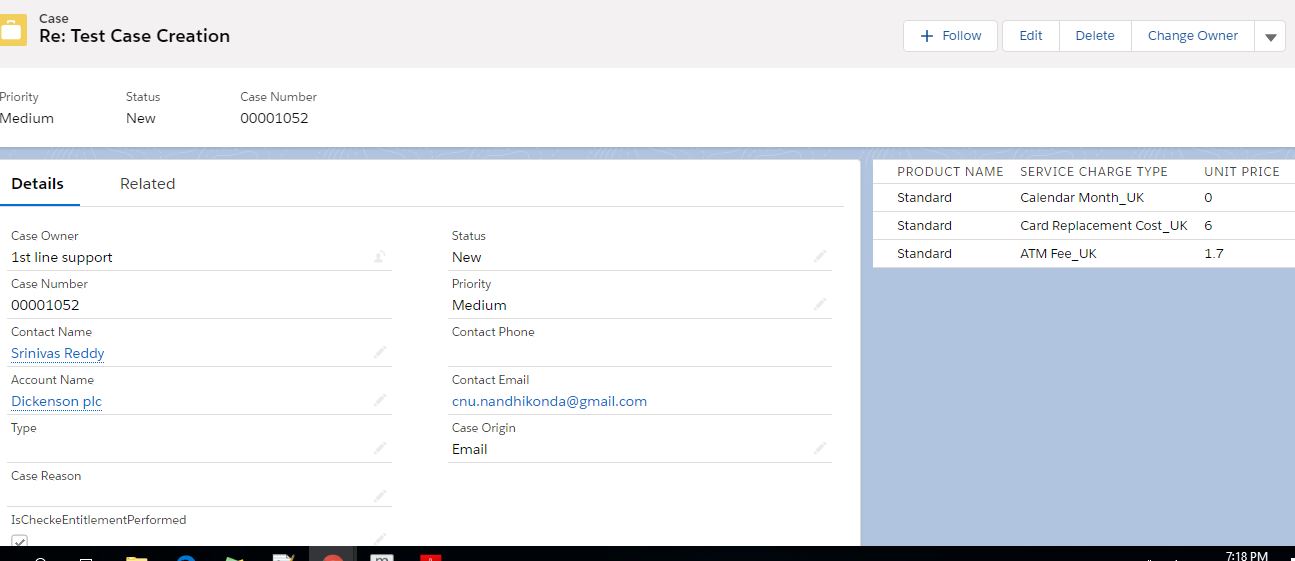 Case
Re: Test Case Creation
Follow
Edit
Delete
Change Owner
Priority
Status
Case Number
Medium
New
00001052
Details
Related
Case Owner
1st line support
Case Number
00001052
Contact Name
Srinivas Reddy
Account Name
Dickenson plc
Type
Case Reason
IsCheckeEntitlementPerformed
Status
New
Priority
Medium
Contact Phone
Contact Email
cnu.nandhikonda@gmail.com
Case Origin
Email
PRODUCT NAME SERVICE CHARGE TYPE UNIT PRICE
Standard Calendar Month_UK 0
Standard Card Replacement Cost_UK 6
Standard ATM Fee_UK 1.7
7:18 PM